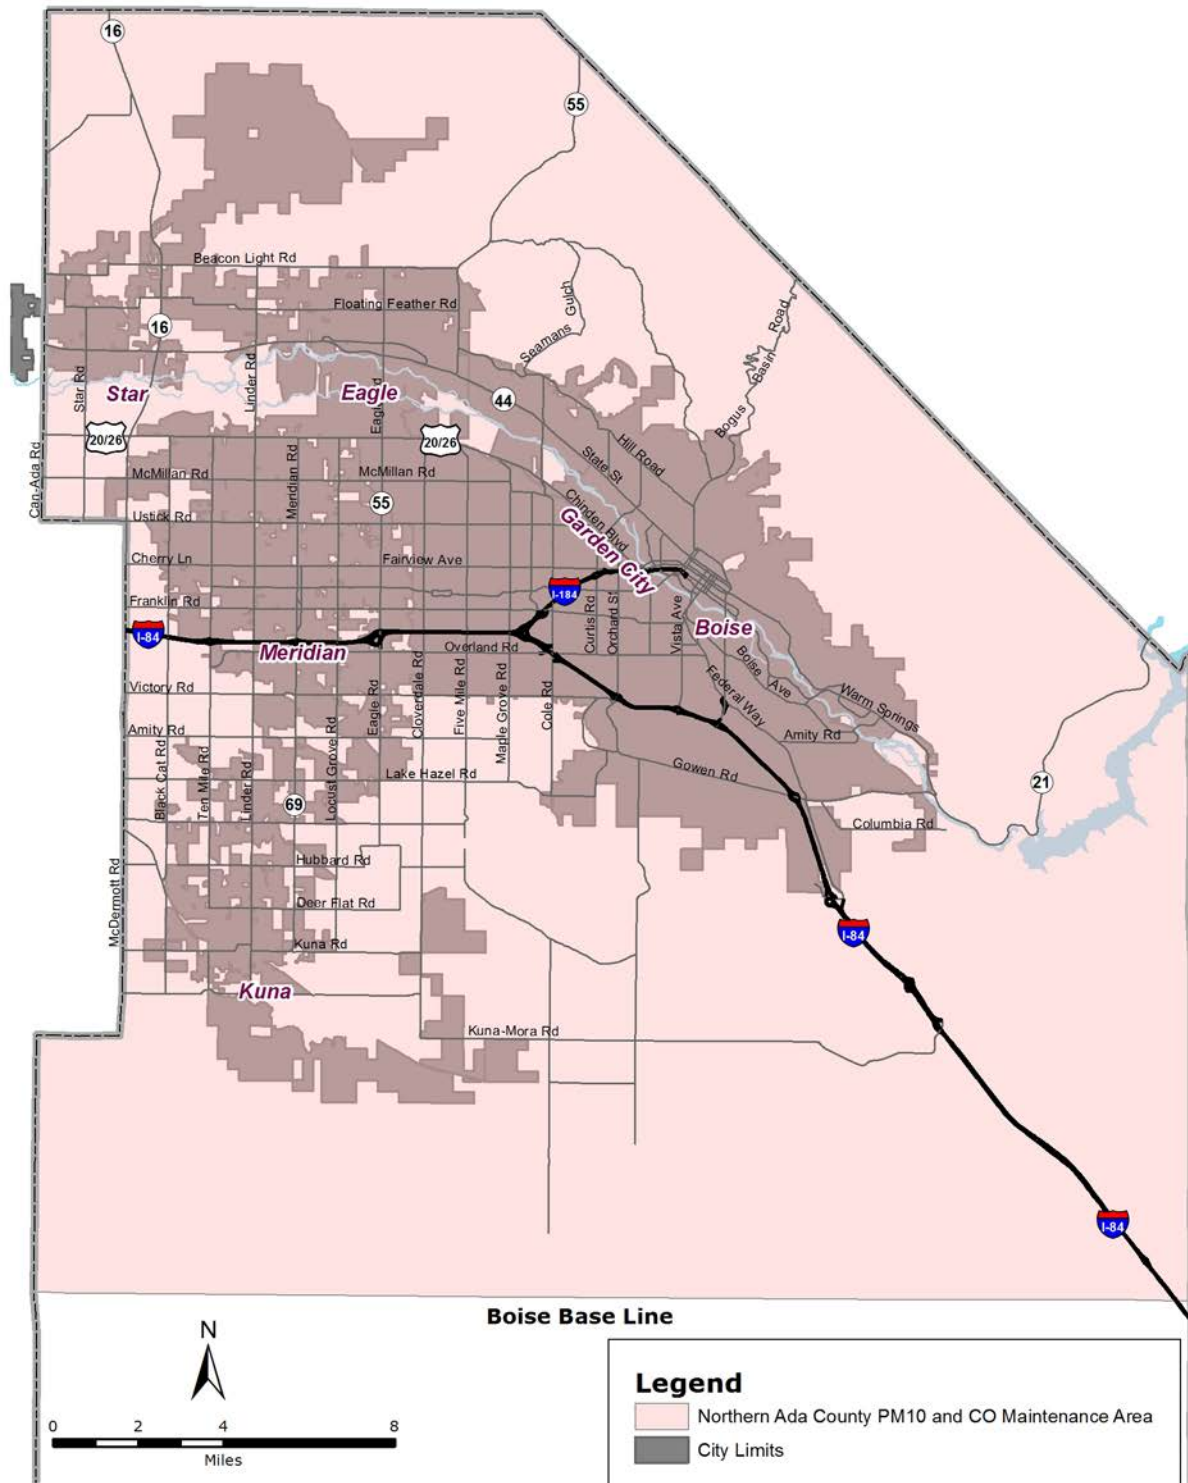 16
55
Beacon Light Rd
Floating Feather Rd
16
Seamans Gulch
Bogus Basin Road
Star Rd
Linder Rd
Star
Eagle
Eagle Rd
44
20/26
20/26
Hill Road
State St
Can-Ada Rd
McMillan Rd
Meridian Rd
McMillan Rd
55
Chinden Blvd
Ustick Rd
Garden City
Cherry Ln
Fairview Ave
I-184
Franklin Rd
Curtis Rd
Orchard St
Vista Ave
Boise
I-84
Meridian
Overland Rd
Boise Ave
Victory Rd
Eagle Rd
Cloverdale Rd
Five Mile Rd
Maple Grove Rd
Cole Rd
Federal Way
Warm Springs
Amity Rd
Amity Rd
Black Cat Rd
Ten Mile Rd
Linder Rd
Locust Grove Rd
Lake Hazel Rd
Gowen Rd
21
69
Columbia Rd
Hubbard Rd
McDermott Rd
Deer Flat Rd
I-84
Kuna Rd
Kuna
Kuna-Mora Rd
I-84
Boise Base Line
N
0 2 4 8
Miles
Legend
Northern Ada County PM10 and CO Maintenance Area
City Limits